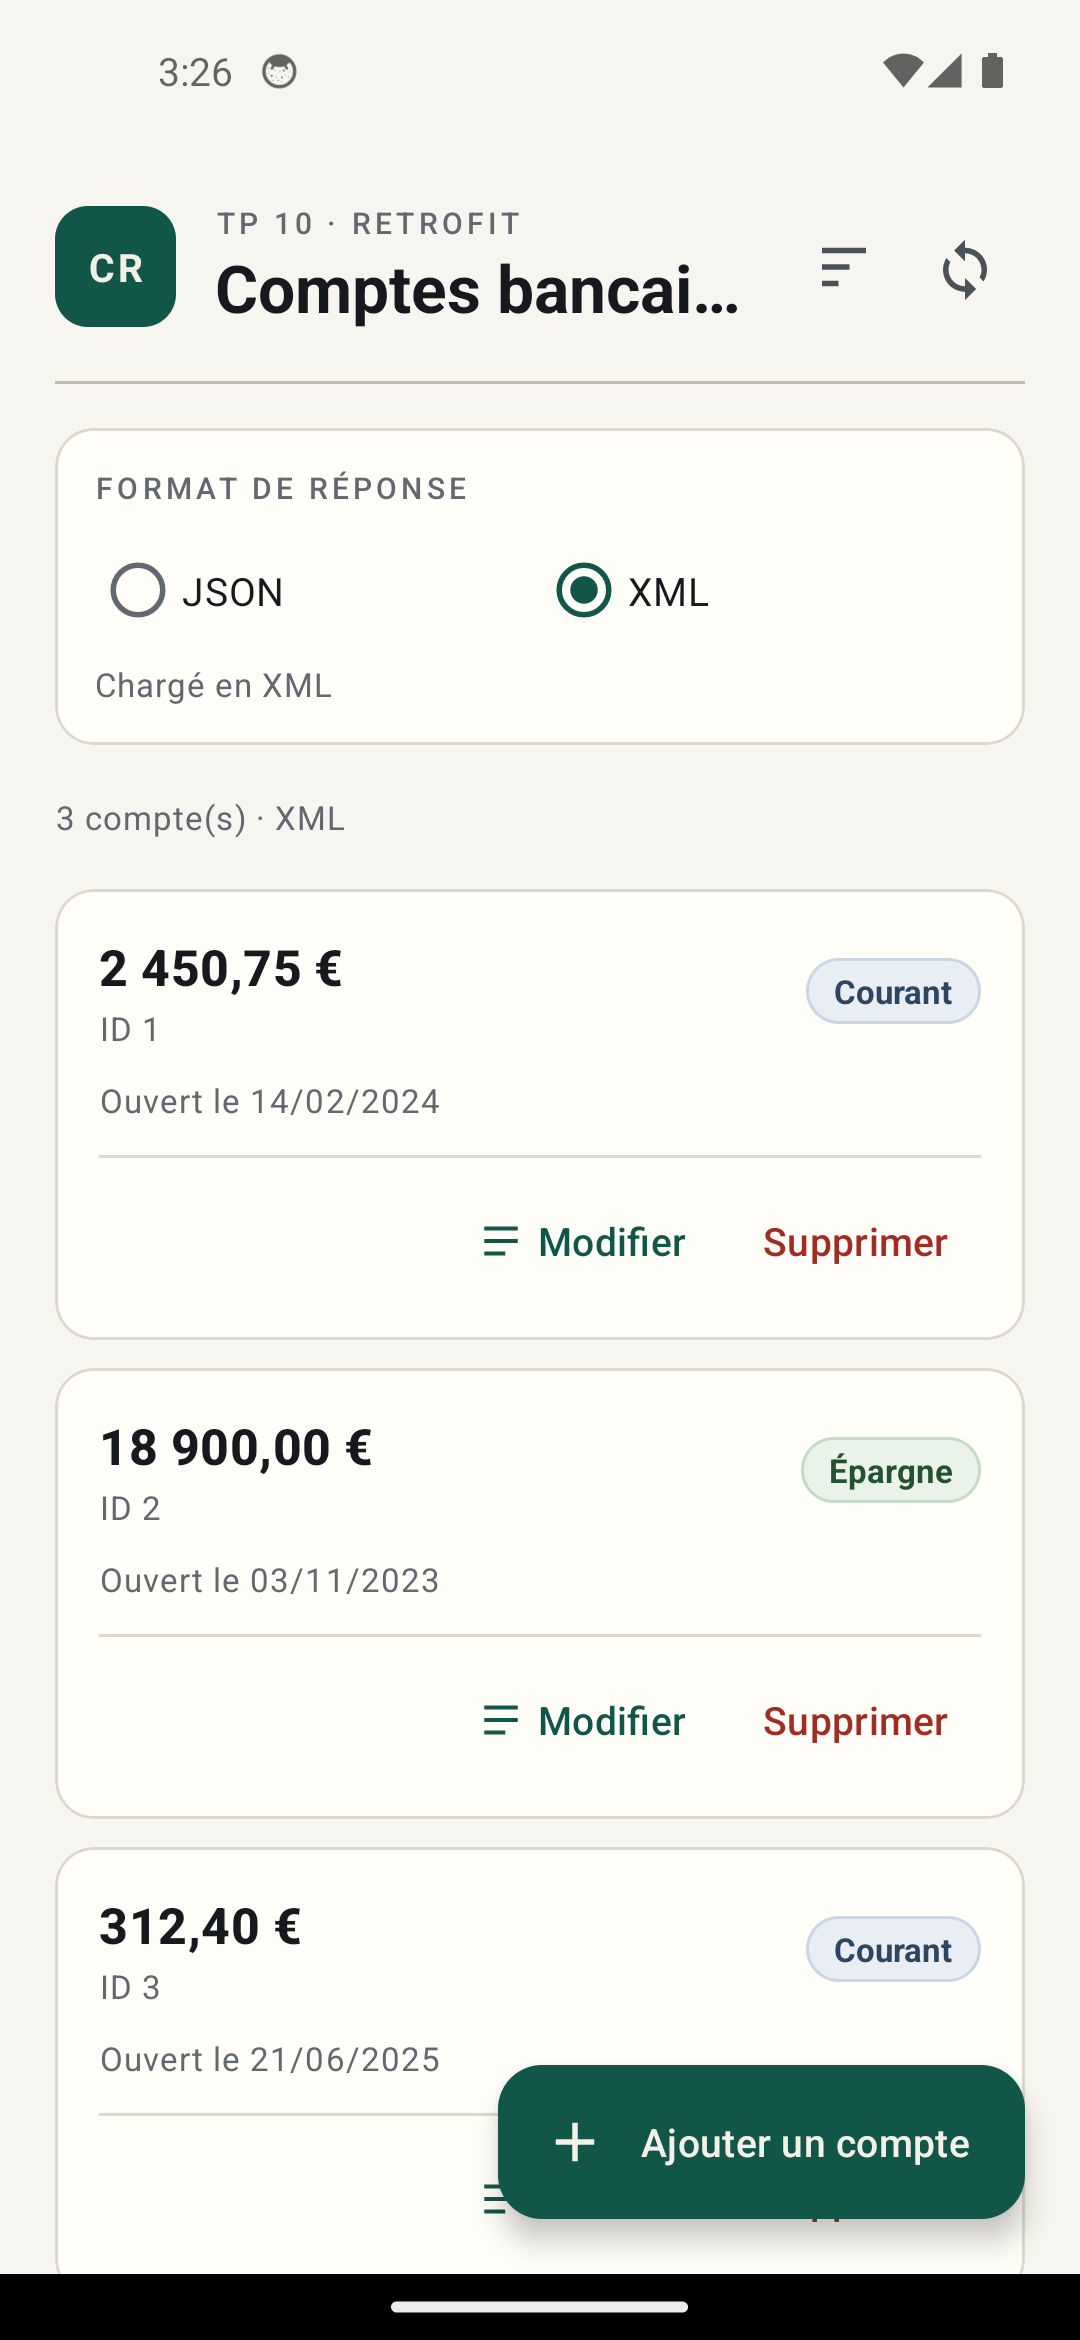 3:26
CR
TP 10 · RETROFIT
Comptes bancai...
FORMAT DE RÉPONSE
JSON
XML
Chargé en XML
3 compte(s) · XML
2 450,75 €
Courant
ID 1
Ouvert le 14/02/2024
Modifier
Supprimer
18 900,00 €
Épargne
ID 2
Ouvert le 03/11/2023
Modifier
Supprimer
312,40 €
Courant
ID 3
Ouvert le 21/06/2025
Ajouter un compte